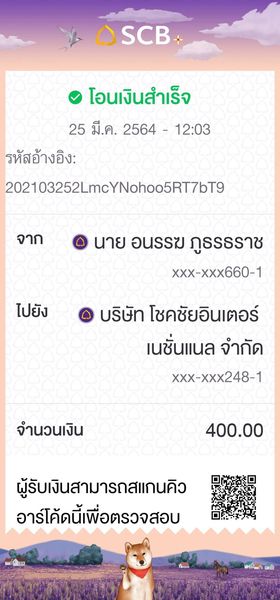 SCB
โอนเงินสำเร็จ
25 มี.ค. 2564 - 12:03
รหัสอ้างอิง:
202103252LmcYNohoo5RT7bT9
จาก นาย อนรรฆ ภูธรธราช
xxx-xxx660-1
ไปยัง บริษัท โชคชัยอินเตอร์
เนชั่นแนล จำกัด
xxx-xxx248-1
จำนวนเงิน 400.00
ผู้รับเงินสามารถสแกนคิว
อาร์โค้ดนี้เพื่อตรวจสอบ